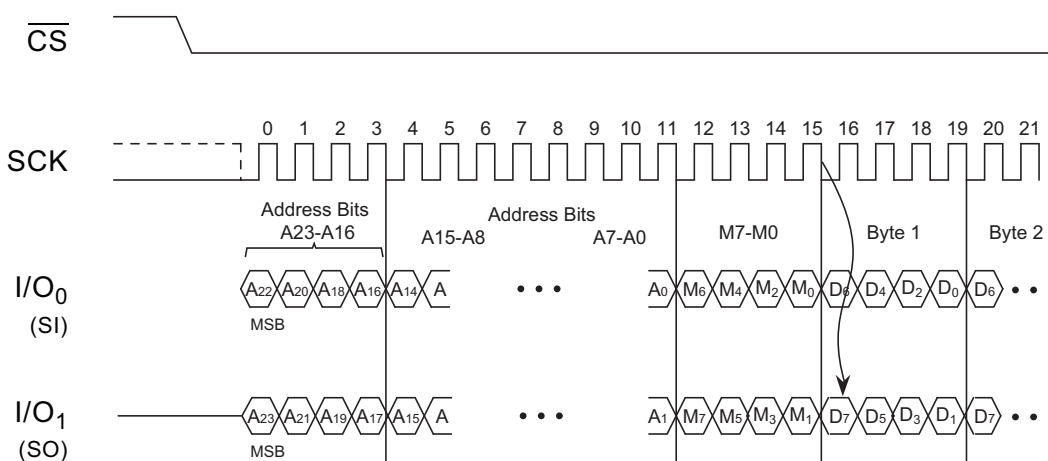 CS
0 1 2 3 4 5 6 7 8 9 10 11 12 13 14 15 16 17 18 19 20 21
SCK
Address Bits
A23-A16
Address Bits
A15-A8
A7-A0
M7-M0
Byte 1
Byte 2
I/O0
(SI)
A22 A20 A18 A16 A14 A • • • A0 M6 M4 M2 M0 D6 D4 D2 D0 D6 • •
MSB
I/O1
(SO)
A23 A21 A19 A17 A15 A • • • A1 M7 M5 M3 M1 D7 D5 D3 D1 D7 • •
MSB